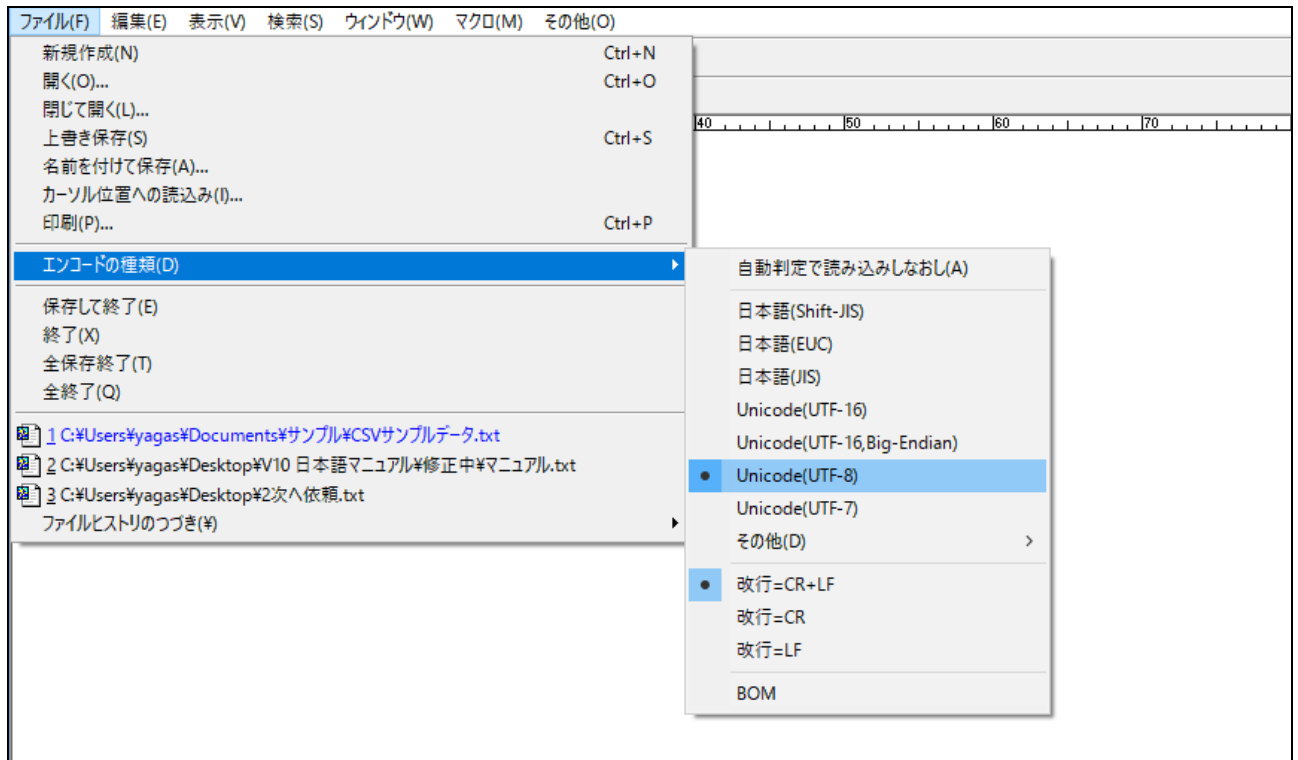 ファイル(F) 編集(E) 表示(V) 検索(S) ウィンドウ(W) マクロ(M) その他(O)
新規作成(N) Ctrl+N
開く(O)... Ctrl+O
閉じて開く(L)...
上書き保存(S) Ctrl+S
名前を付けて保存(A)...
カーソル位置への読込み(I)...
印刷(P)... Ctrl+P
エンコードの種類(D)
保存して終了(E)
終了(X)
全保存終了(T)
全終了(Q)
1 C:¥Users¥yagas¥Documents¥サンプル¥CSVサンプルデータ.txt
2 C:¥Users¥yagas¥Desktop¥V10 日本語マニュアル¥修正中¥マニュアル.txt
3 C:¥Users¥yagas¥Desktop¥2次へ依頼.txt
ファイルヒストリのつづき(¥)
40 50 60 70
自動判定で読み込みしなおし(A)
日本語(Shift-JIS)
日本語(EUC)
日本語(JIS)
Unicode(UTF-16)
Unicode(UTF-16,Big-Endian)
Unicode(UTF-8)
Unicode(UTF-7)
その他(D)
改行=CR+LF
改行=CR
改行=LF
BOM